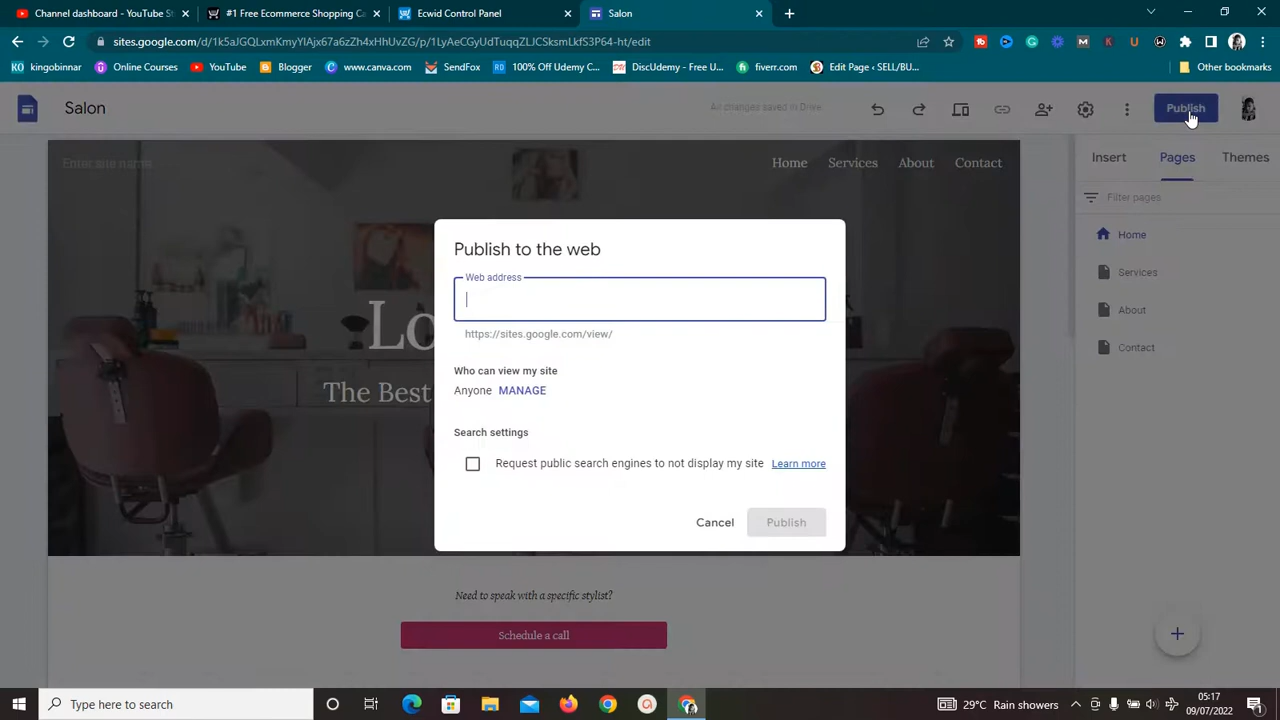 Channel dashboard - YouTube St
#1 Free Ecommerce Shopping Ca
Ecwid Control Panel
Salon
sites.google.com/d/1k5aJGQLxmKmyYIAjx67a6zZh4xHhUvZG/p/1LyAeCGyUdTuqqZLJCSksmLkfS3P64-ht/edit
kingobinnar
Online Courses
YouTube
Blogger
www.canva.com
SendFox
100% Off Udemy C...
DiscUdemy - Free U...
fiverr.com
Edit Page ‹ SELL/BU...
Other bookmarks
Salon
All changes saved in Drive
Publish
Enter site name
Home Services About Contact
Insert Pages Themes
Filter pages
Home
Services
About
Contact
Lo
The Best
Publish to the web
Web address
https://sites.google.com/view/
Who can view my site
Anyone MANAGE
Search settings
Request public search engines to not display my site Learn more
Cancel Publish
Need to speak with a specific stylist?
Schedule a call
Type here to search
29°C Rain showers
05:17
09/07/2022